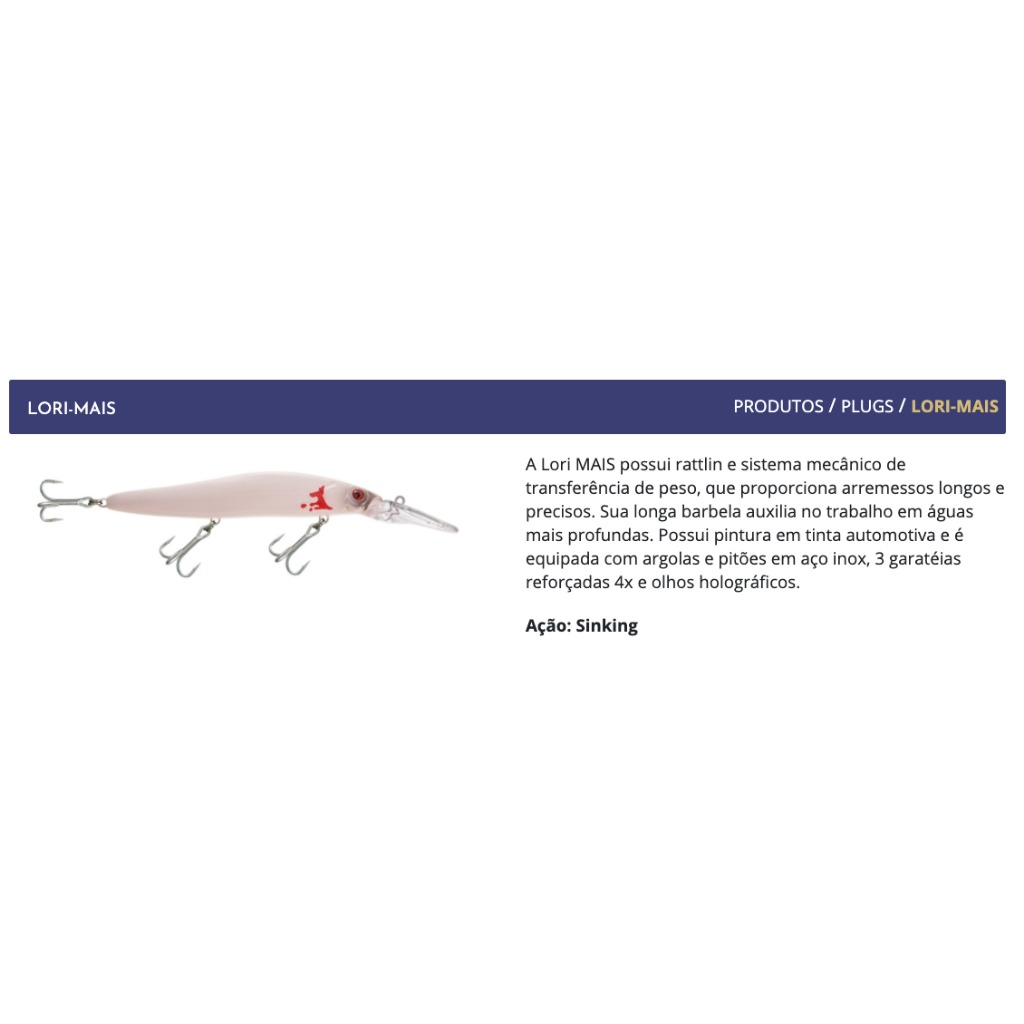 LORI-MAIS
PRODUTOS / PLUGS / LORI-MAIS
A Lori MAIS possui rattlin e sistema mecânico de
transferência de peso, que proporciona arremessos longos e
precisos. Sua longa barbela auxilia no trabalho em águas
mais profundas. Possui pintura em tinta automotiva e é
equipada com argolas e pitões em aço inox, 3 garatéias
reforçadas 4x e olhos holográficos.
Ação: Sinking